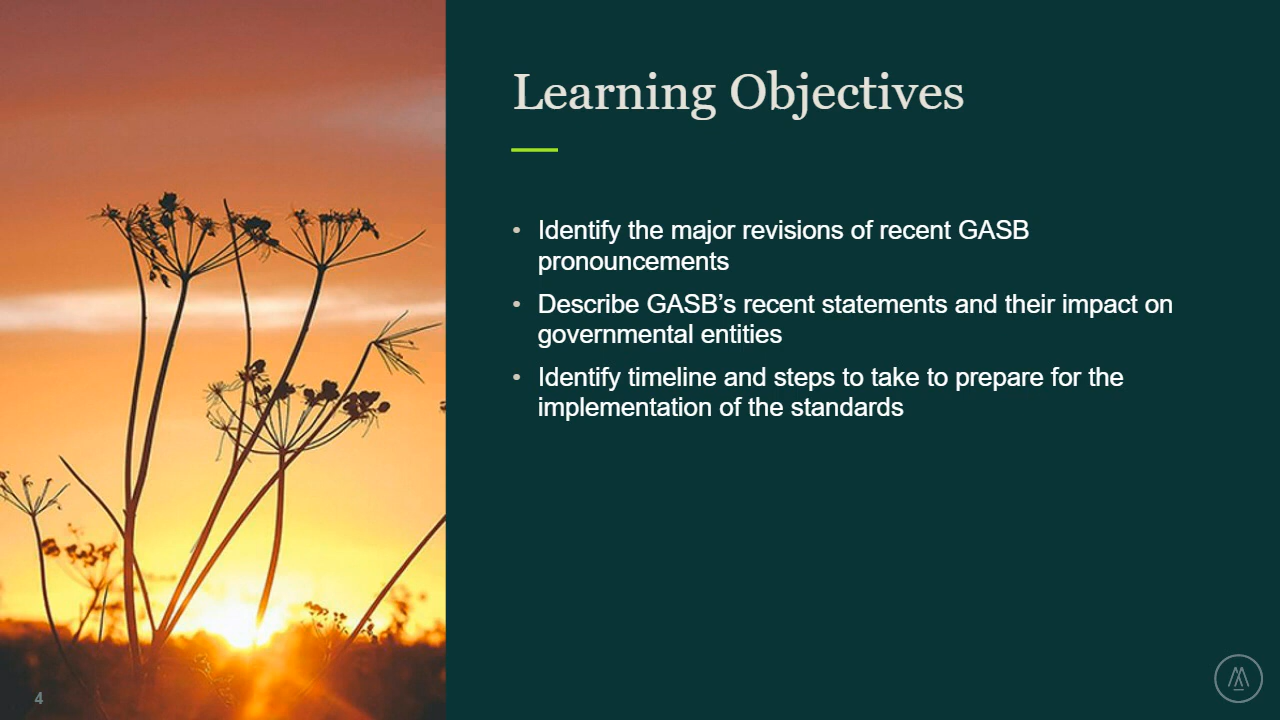 Learning Objectives
• Identify the major revisions of recent GASB
pronouncements
• Describe GASB’s recent statements and their impact on
governmental entities
• Identify timeline and steps to take to prepare for the
implementation of the standards
4